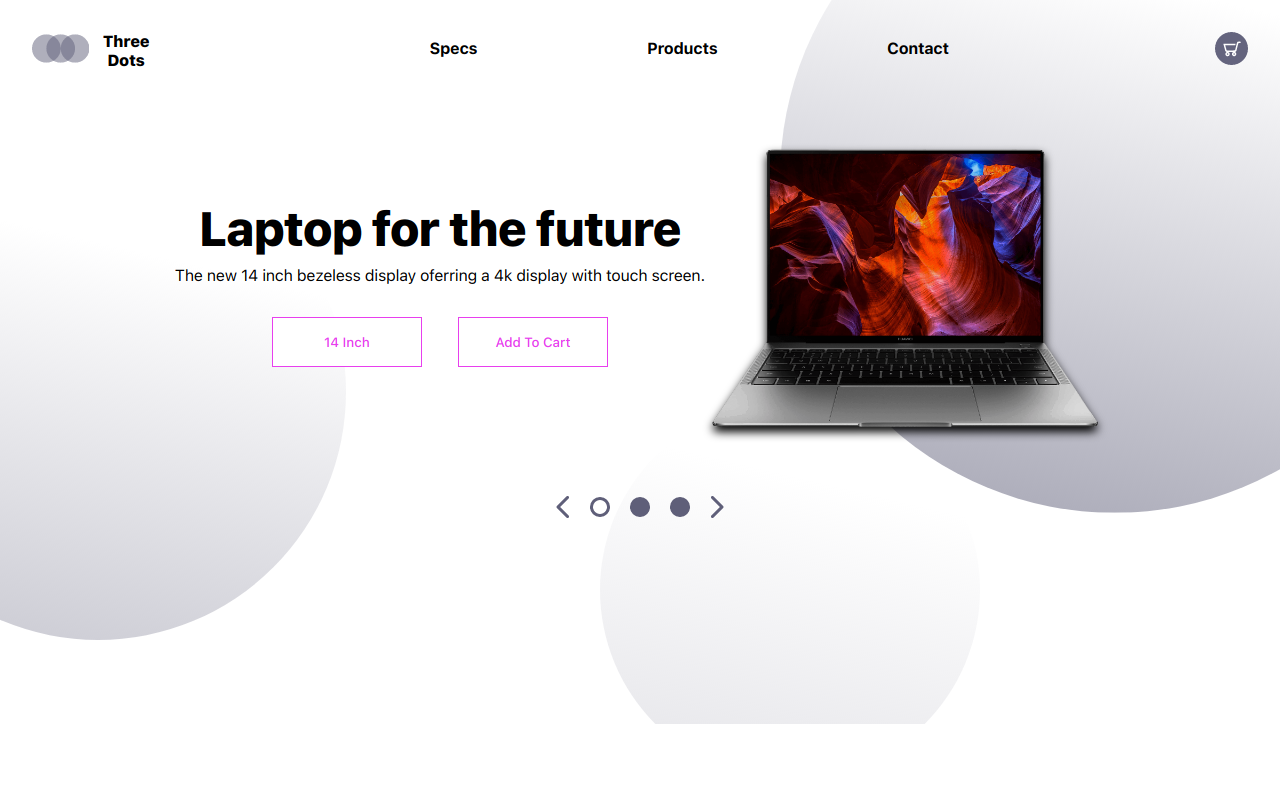 Three
Dots
Specs
Products
Contact
Laptop for the future
The new 14 inch bezeless display oferring a 4k display with touch screen.
14 Inch
Add To Cart